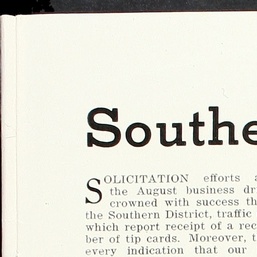 Southe
SOLICITATION efforts a
the August business dr
crowned with success th
the Southern District, traffic
which report receipt of a rec
ber of tip cards. Moreover, t
every indication that our